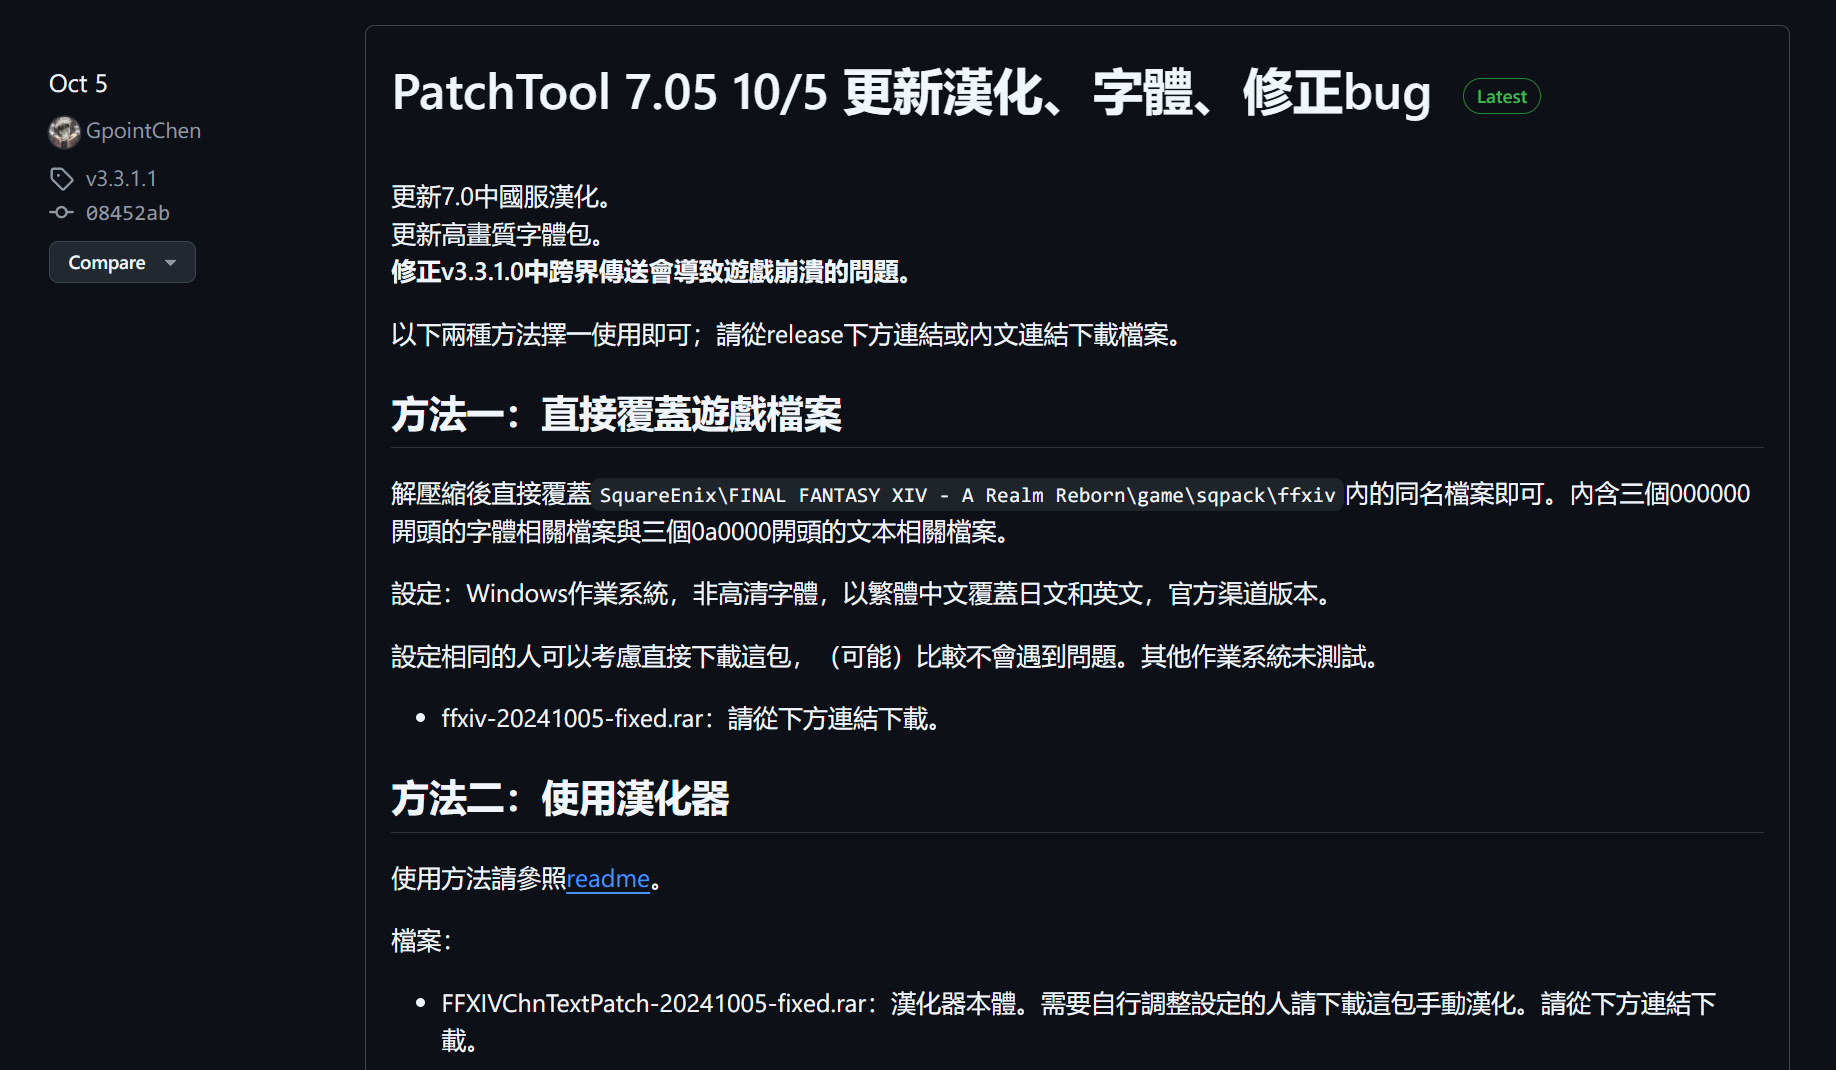 Oct 5
GpointChen
v3.3.1.1
08452ab
Compare
PatchTool 7.05 10/5 更新漢化、字體、修正bug Latest
更新7.0中國服漢化。
更新高畫質字體包。
修正v3.3.1.0中跨界傳送會導致遊戲崩潰的問題。
以下兩種方法擇一使用即可；請從release下方連結或內文連結下載檔案。
方法一：直接覆蓋遊戲檔案
解壓縮後直接覆蓋 SquareEnix\FINAL FANTASY XIV - A Realm Reborn\game\sqpack\ffxiv 內的同名檔案即可。內含三個000000
開頭的字體相關檔案與三個0a0000開頭的文本相關檔案。
設定：Windows作業系統，非高清字體，以繁體中文覆蓋日文和英文，官方渠道版本。
設定相同的人可以考慮直接下載這包，（可能）比較不會遇到問題。其他作業系統未測試。
• ffxiv-20241005-fixed.rar：請從下方連結下載。
方法二：使用漢化器
使用方法請參照readme。
檔案：
• FFXIVChnTextPatch-20241005-fixed.rar：漢化器本體。需要自行調整設定的人請下載這包手動漢化。請從下方連結下
載。